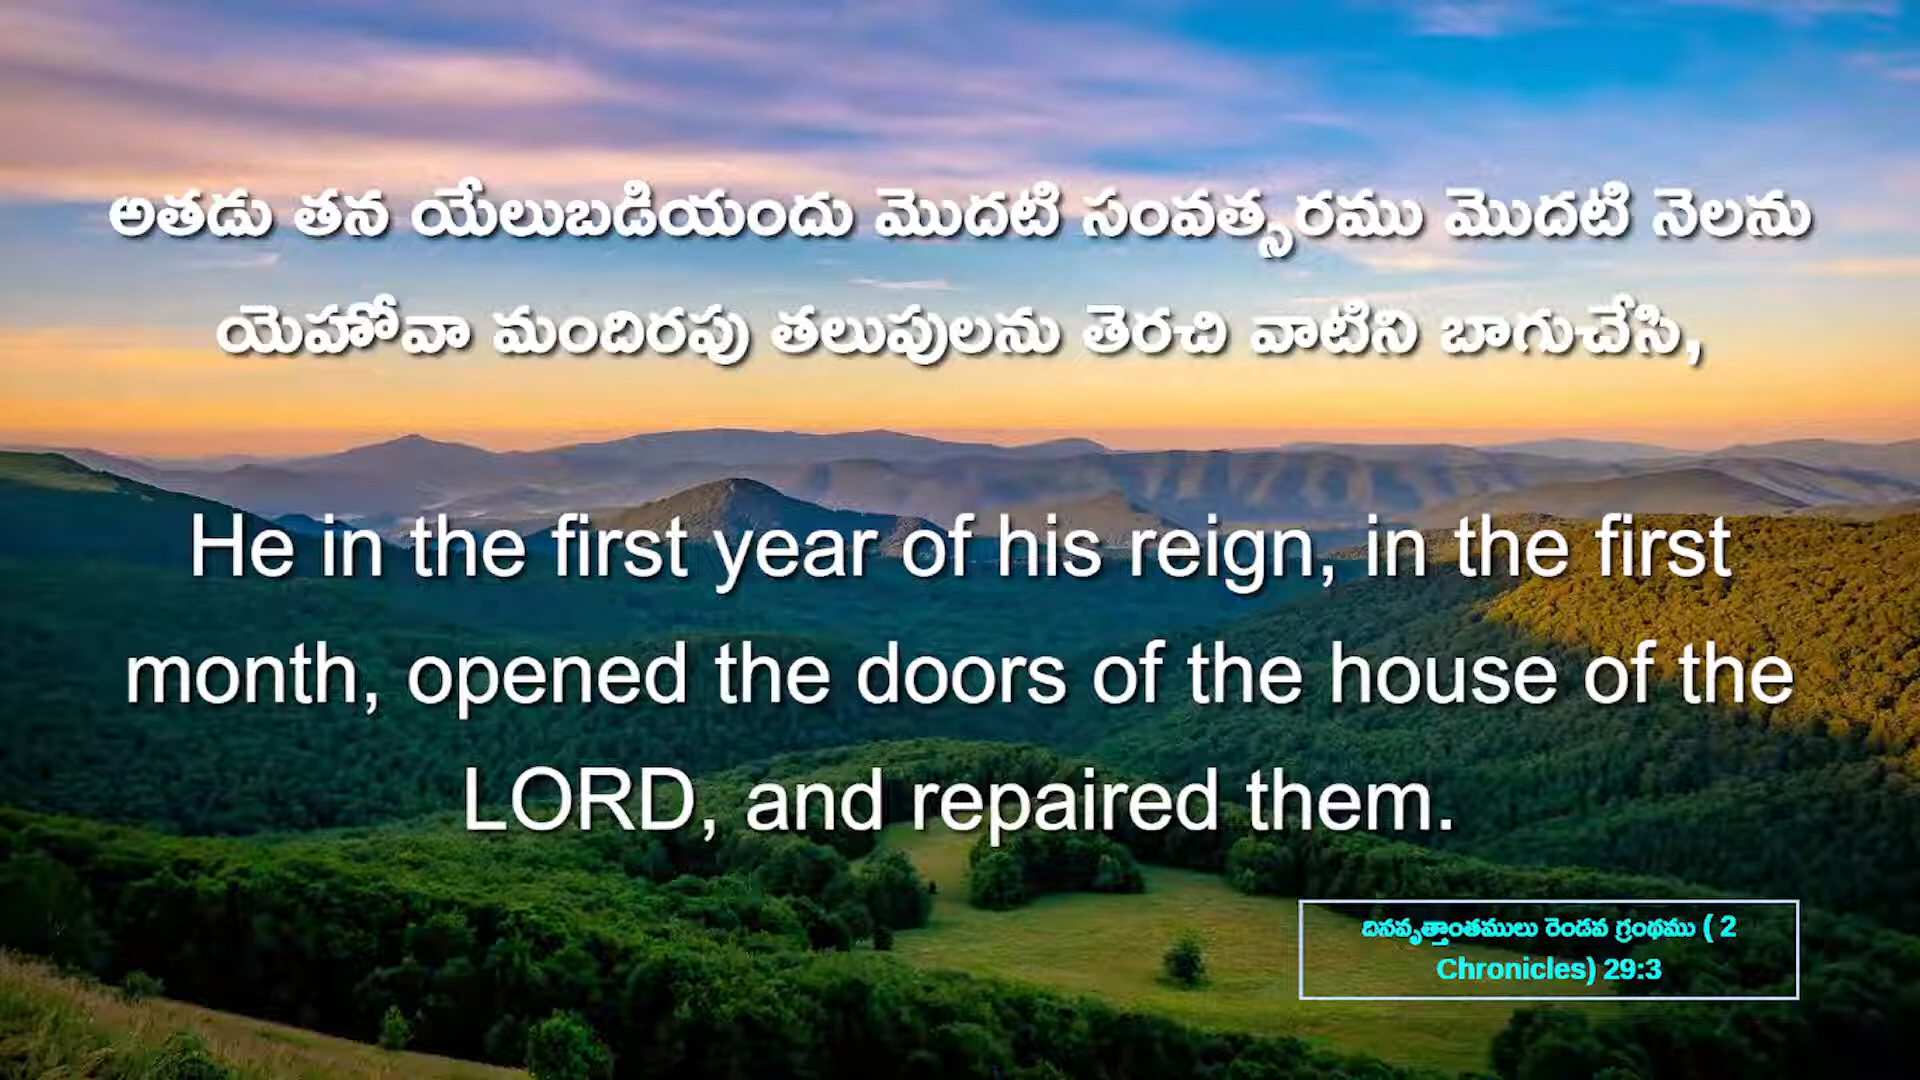 అతడు తన యేలుబడియందు మొదటి సంవత్సరము మొదటి నెలను
యెహోవా మందిరపు తలుపులను తెరచి వాటిని బాగుచేసి,
He in the first year of his reign, in the first
month, opened the doors of the house of the
LORD, and repaired them.
దినవృత్తాంతములు రెండవ గ్రంథము ( 2
Chronicles) 29:3